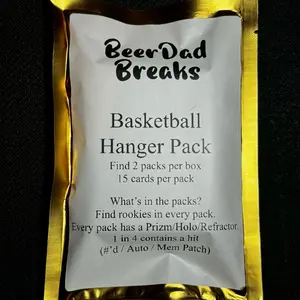 BeerDad
Breaks
Basketball
Hanger Pack
Find 2 packs per box
15 cards per pack
What's in the packs?
Find rookies in every pack.
Every pack has a Prizm/Holo/Refractor.
1 in 4 contains a hit
(#'d / Auto / Mem Patch)